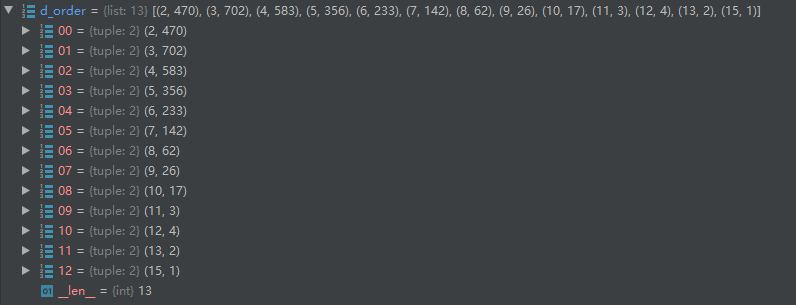 d_order = {list: 13} [(2, 470), (3, 702), (4, 583), (5, 356), (6, 233), (7, 142), (8, 62), (9, 26), (10, 17), (11, 3), (12, 4), (13, 2), (15, 1)]
00 = {tuple: 2} (2, 470)
01 = {tuple: 2} (3, 702)
02 = {tuple: 2} (4, 583)
03 = {tuple: 2} (5, 356)
04 = {tuple: 2} (6, 233)
05 = {tuple: 2} (7, 142)
06 = {tuple: 2} (8, 62)
07 = {tuple: 2} (9, 26)
08 = {tuple: 2} (10, 17)
09 = {tuple: 2} (11, 3)
10 = {tuple: 2} (12, 4)
11 = {tuple: 2} (13, 2)
12 = {tuple: 2} (15, 1)
01 __len__ = {int} 13